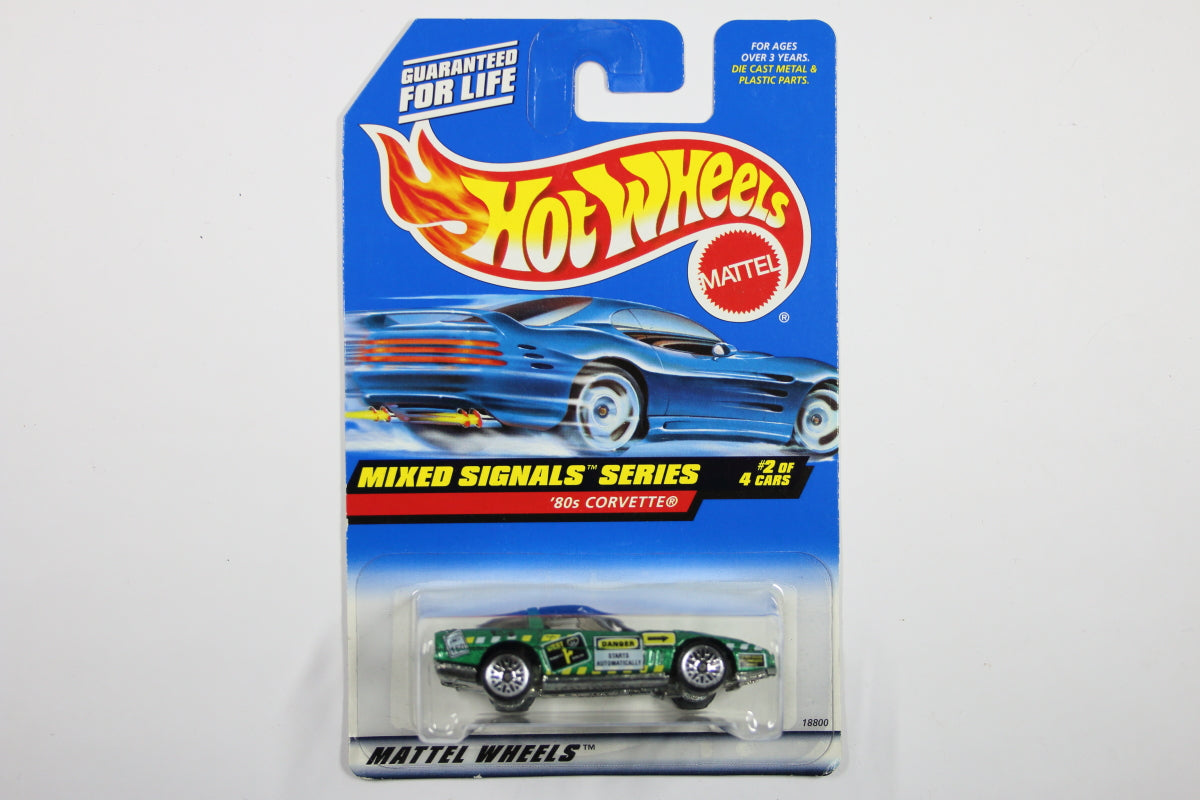 GUARANTEED
FOR LIFE
FOR AGES
OVER 3 YEARS.
DIE CAST METAL &
PLASTIC PARTS.
HOT WHEELS
MATTEL
®
MIXED SIGNALS™ SERIES
#2 OF
4 CARS
'80s CORVETTE®
DANGER
STARTS
AUTOMATICALLY
18800
MATTEL WHEELS™